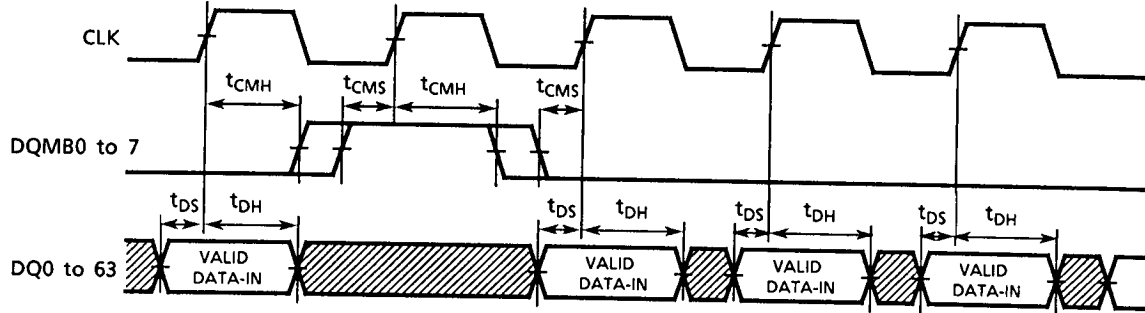 CLK
tCMH tCMS tCMH tCMS
DQMB0 to 7
tDS tDH tDS tDH tDS tDH tDS tDH
DQ0 to 63
VALID DATA-IN
VALID DATA-IN
VALID DATA-IN
VALID DATA-IN